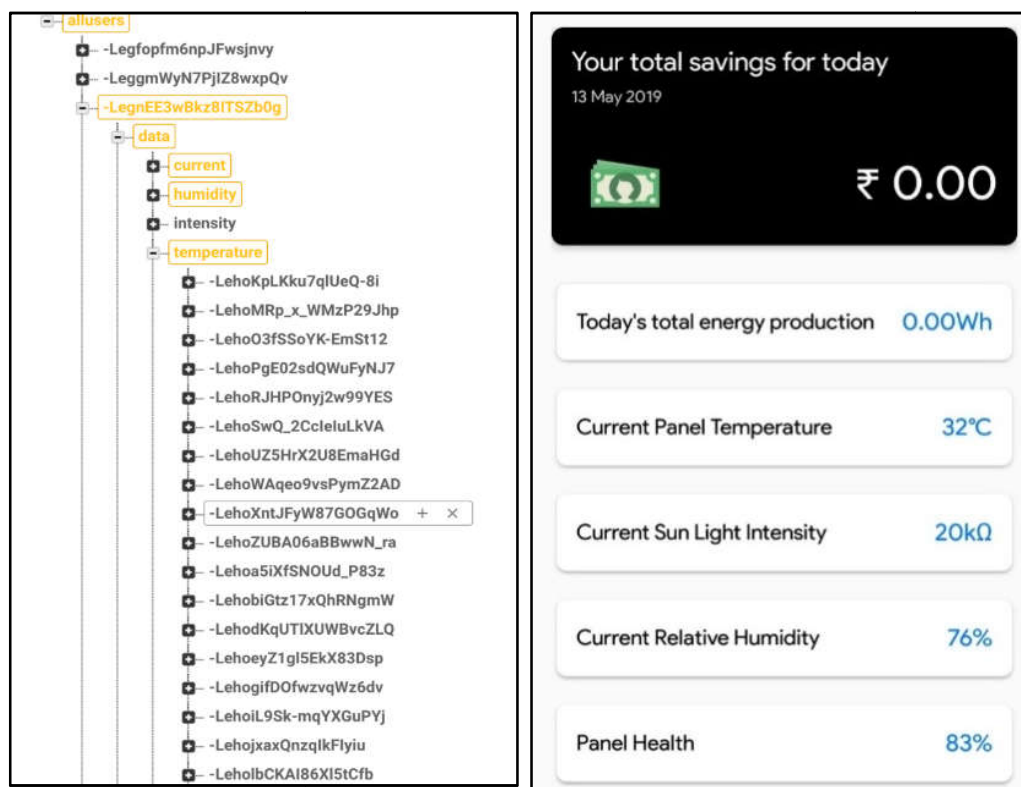 allusers
-Legfopfm6npJFwsjnvy
-LeggmWyN7PjIZ8wxpQv
-LegnEE3wBkz8ITSZb0g
data
current
humidity
intensity
temperature
-LehoKpLKku7qlUeQ-8i
-LehoMRp_x_WMzP29Jhp
-LehoO3fSSoYK-EmSt12
-LehoPgE02sdQWuFyNJ7
-LehoRJHPOnyj2w99YES
-LehoSwQ_2CcIeIuLkVA
-LehoUZ5HrX2U8EmaHGd
-LehoWAqeo9vsPymZ2AD
-LehoXntJFyW87GOGqWo + ×
-LehoZUBA06aBBwwN_ra
-Lehoa5iXfSNOUd_P83z
-LehobiGtz17xQhRNgmW
-LehodKqUTlXUWBvcZLQ
-LehoeyZ1gl5EkX83Dsp
-LehogifDOfwzvqWz6dv
-LehoiL9Sk-mqYXGuPYj
-LehojxaxQnzqIkFIyiu
-LeholbCKAI86Xl5tCfb
Your total savings for today
13 May 2019
₹ 0.00
Today's total energy production 0.00Wh
Current Panel Temperature 32°C
Current Sun Light Intensity 20kΩ
Current Relative Humidity 76%
Panel Health 83%